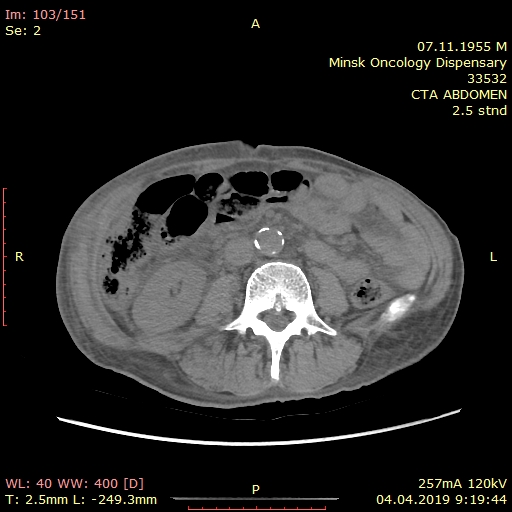 Im: 103/151
Se: 2
A
07.11.1955 M
Minsk Oncology Dispensary
33532
CTA ABDOMEN
2.5 stnd
R
L
WL: 40 WW: 400 [D]
T: 2.5mm L: -249.3mm
P
257mA 120kV
04.04.2019 9:19:44